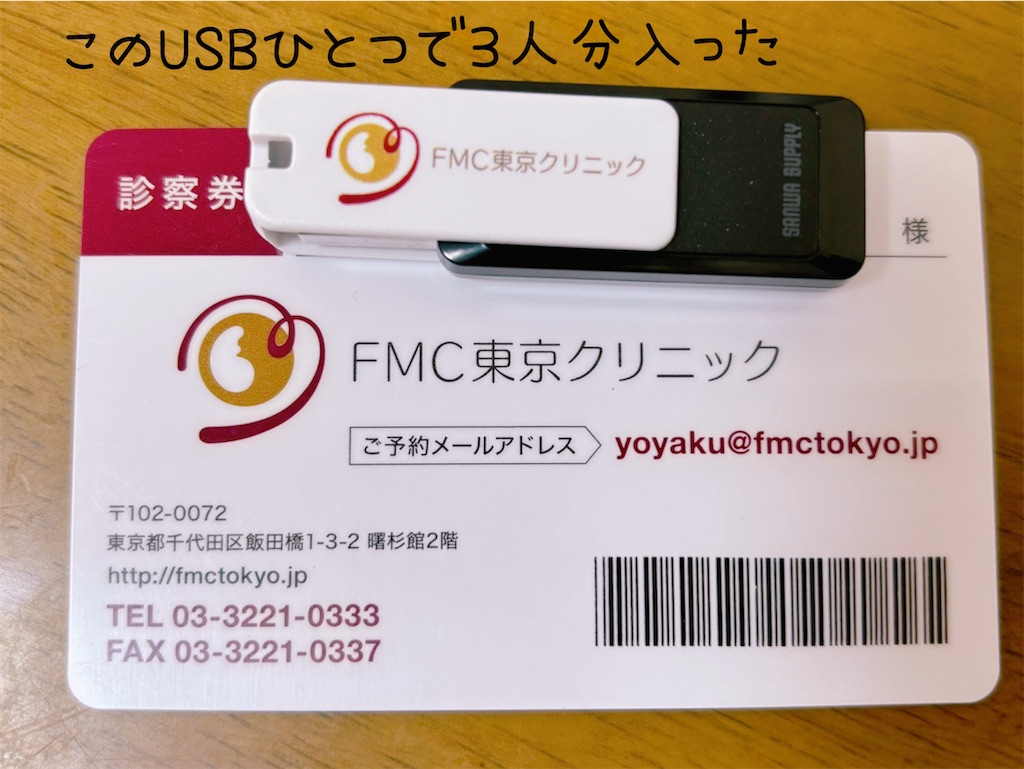 このUSBひとつで3人分入った
FMC東京クリニック
SANWA SUPPLY
診察券
様
FMC東京クリニック
ご予約メールアドレス yoyaku@fmctokyo.jp
〒102-0072
東京都千代田区飯田橋1-3-2 曙杉館2階
http://fmctokyo.jp
TEL 03-3221-0333
FAX 03-3221-0337